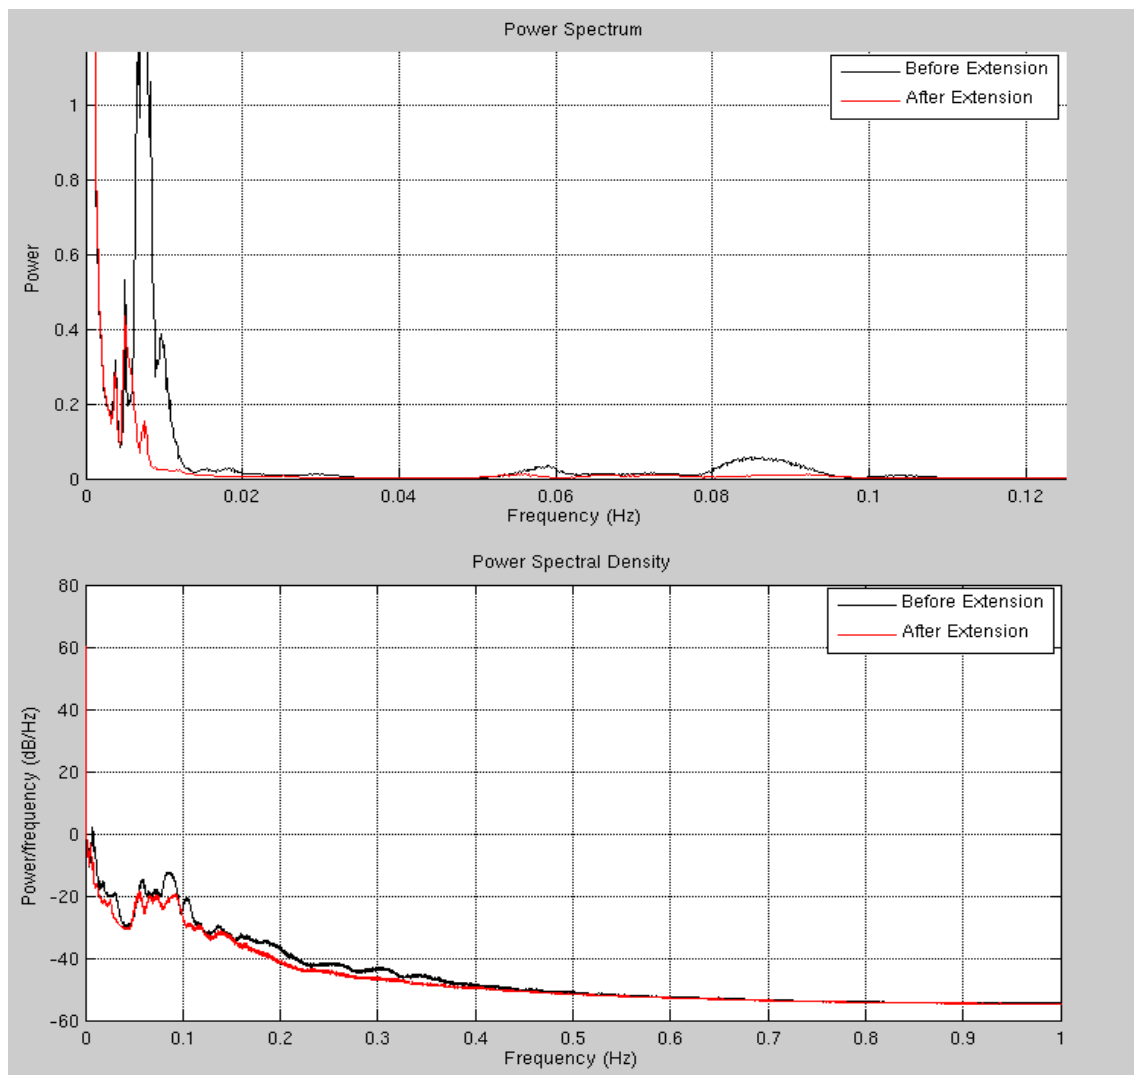 Power Spectrum
Before Extension
After Extension
1
0.8
0.6
0.4
0.2
0
Power
0 0.02 0.04 0.06 0.08 0.1 0.12
Frequency (Hz)
Power Spectral Density
Before Extension
After Extension
80
60
40
20
0
-20
-40
-60
Power/frequency (dB/Hz)
0 0.1 0.2 0.3 0.4 0.5 0.6 0.7 0.8 0.9 1
Frequency (Hz)